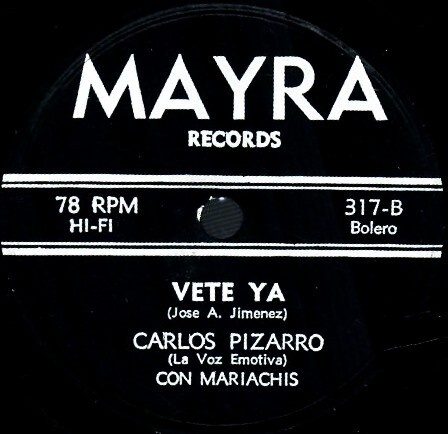 MAYRA
RECORDS
78 RPM
HI-FI
317-B
Bolero
VETE YA
(Jose A. Jimenez)
CARLOS PIZARRO
(La Voz Emotiva)
CON MARIACHIS